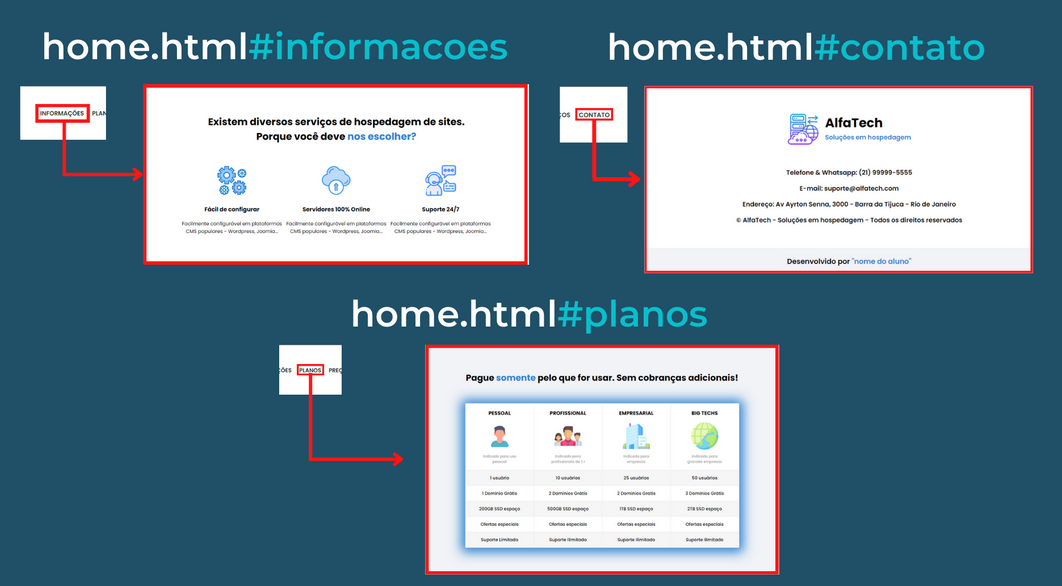 home.html#informacoes
INFORMAÇÕES PLAN
Existem diversos serviços de hospedagem de sites.
Porque você deve nos escolher?
Fácil de configurar
Servidores 100% Online
Suporte 24/7
Facilmente configurável em plataformas
CMS populares - Wordpress, Joomla...
Facilmente configurável em plataformas
CMS populares - Wordpress, Joomla...
Facilmente configurável em plataformas
CMS populares - Wordpress, Joomla...
home.html#contato
ÇOS CONTATO
AlfaTech
Soluções em hospedagem
Telefone & Whatsapp: (21) 99999-5555
E-mail: suporte@alfatech.com
Endereço: Av Ayrton Senna, 3000 - Barra da Tijuca - Rio de Janeiro
© AlfaTech - Soluções em hospedagem - Todos os direitos reservados
Desenvolvido por "nome do aluno"
home.html#planos
ÇÕES PLANOS PREÇ
Pague somente pelo que for usar. Sem cobranças adicionais!
PESSOAL PROFISSIONAL EMPRESARIAL BIG TECHS
Indicado para uso
pessoal
Indicado para
profissionais de T.I
Indicado para
empresas
Indicado para
grandes empresas
1 usuário 10 usuários 25 usuários 50 usuários
1 Domínio Grátis 2 Domínios Grátis 2 Domínios Grátis 3 Domínios Grátis
200GB SSD espaço 500GB SSD espaço 1TB SSD espaço 2TB SSD espaço
Ofertas especiais Ofertas especiais Ofertas especiais Ofertas especiais
Suporte Limitado Suporte Ilimitado Suporte Ilimitado Suporte Ilimitado